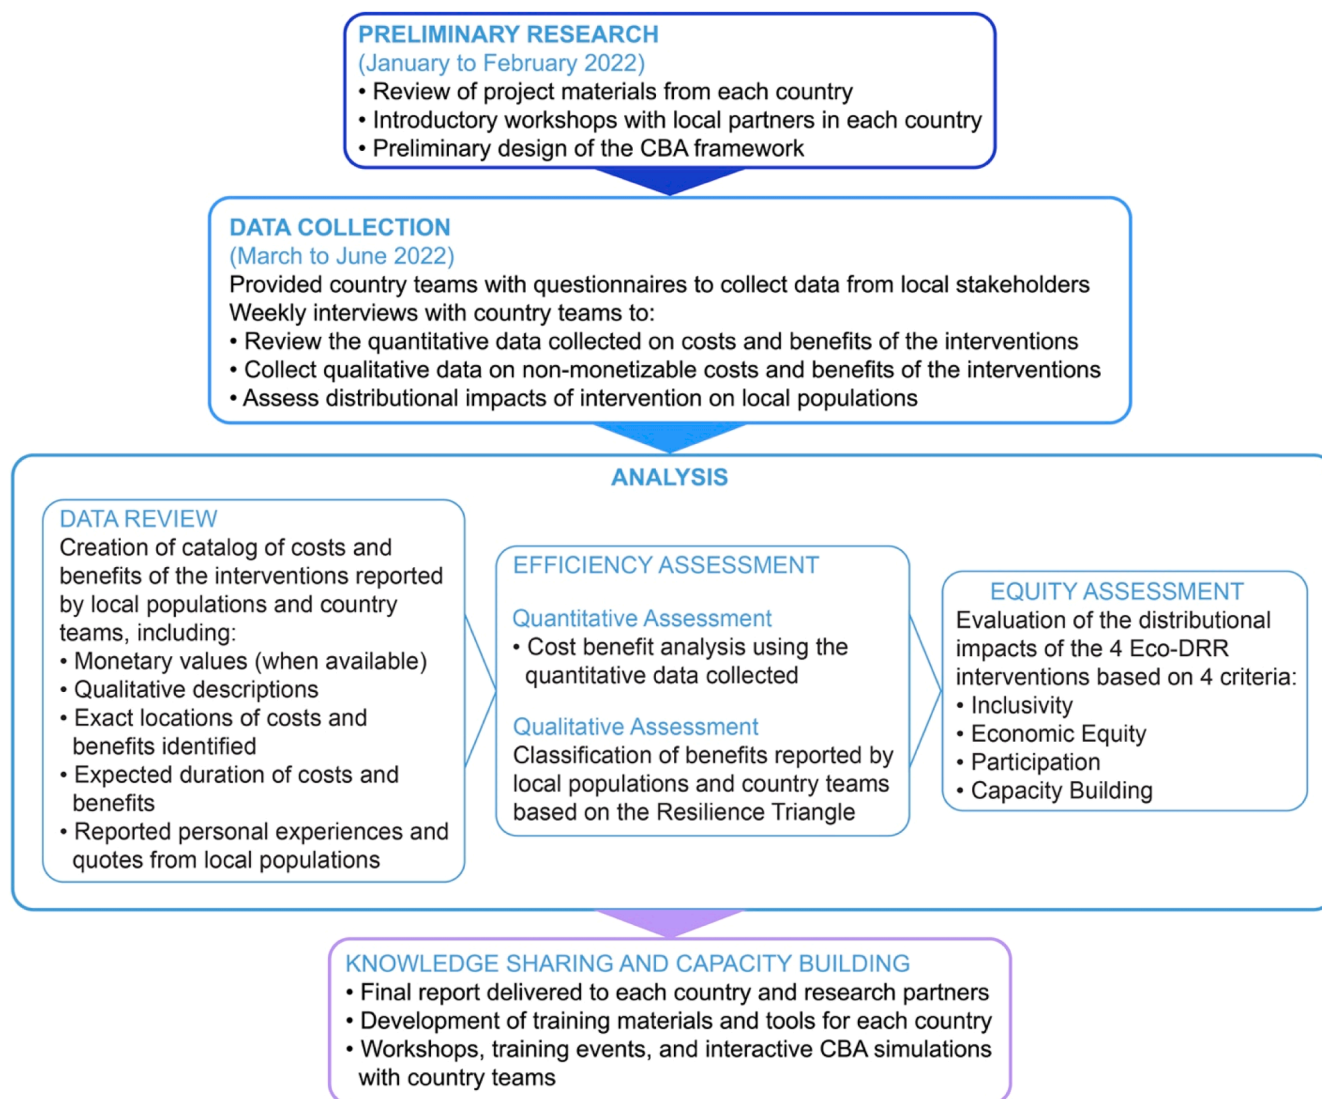 PRELIMINARY RESEARCH
(January to February 2022)
• Review of project materials from each country
• Introductory workshops with local partners in each country
• Preliminary design of the CBA framework
DATA COLLECTION
(March to June 2022)
Provided country teams with questionnaires to collect data from local stakeholders
Weekly interviews with country teams to:
• Review the quantitative data collected on costs and benefits of the interventions
• Collect qualitative data on non-monetizable costs and benefits of the interventions
• Assess distributional impacts of intervention on local populations
ANALYSIS
DATA REVIEW
Creation of catalog of costs and
benefits of the interventions reported
by local populations and country
teams, including:
• Monetary values (when available)
• Qualitative descriptions
• Exact locations of costs and
benefits identified
• Expected duration of costs and
benefits
• Reported personal experiences and
quotes from local populations
EFFICIENCY ASSESSMENT
Quantitative Assessment
• Cost benefit analysis using the
quantitative data collected
Qualitative Assessment
Classification of benefits reported by
local populations and country teams
based on the Resilience Triangle
EQUITY ASSESSMENT
Evaluation of the distributional
impacts of the 4 Eco-DRR
interventions based on 4 criteria:
• Inclusivity
• Economic Equity
• Participation
• Capacity Building
KNOWLEDGE SHARING AND CAPACITY BUILDING
• Final report delivered to each country and research partners
• Development of training materials and tools for each country
• Workshops, training events, and interactive CBA simulations
with country teams